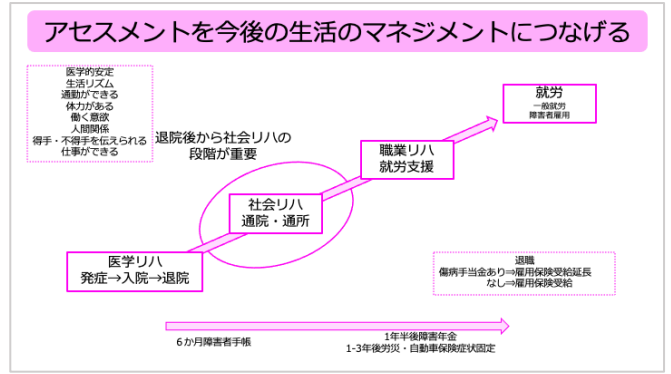 アセスメントを今後の生活のマネジメントにつなげる
医学的安定
生活リズム
通勤ができる
体力がある
働く意欲
人間関係
得手・不得手を伝えられる
仕事ができる
退院後から社会リハの
段階が重要
就労
一般就労
障害者雇用
職業リハ
就労支援
社会リハ
通院・通所
医学リハ
発症→入院→退院
退職
傷病手当金あり⇒雇用保険受給延長
なし⇒雇用保険受給
６か月障害者手帳
1年半後障害年金
1-3年後労災・自動車保険症状固定